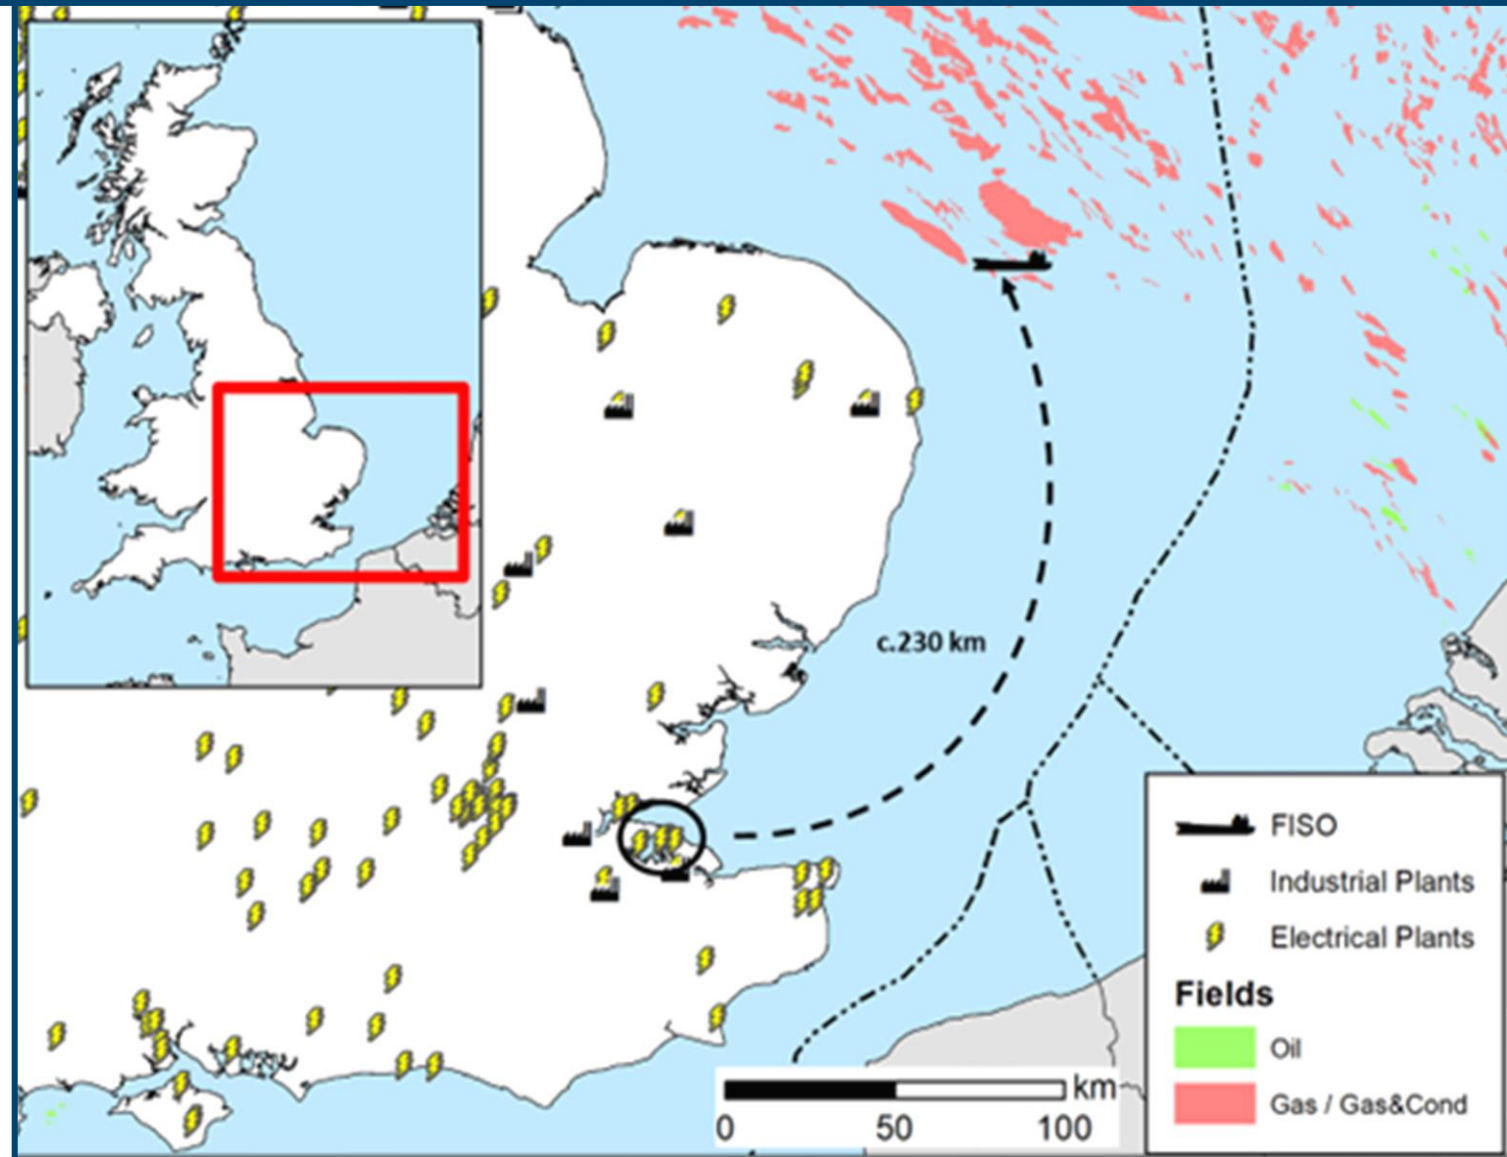 c.230 km
FISO
Industrial Plants
Electrical Plants
Fields
Oil
Gas / Gas&Cond
km
0 50 100